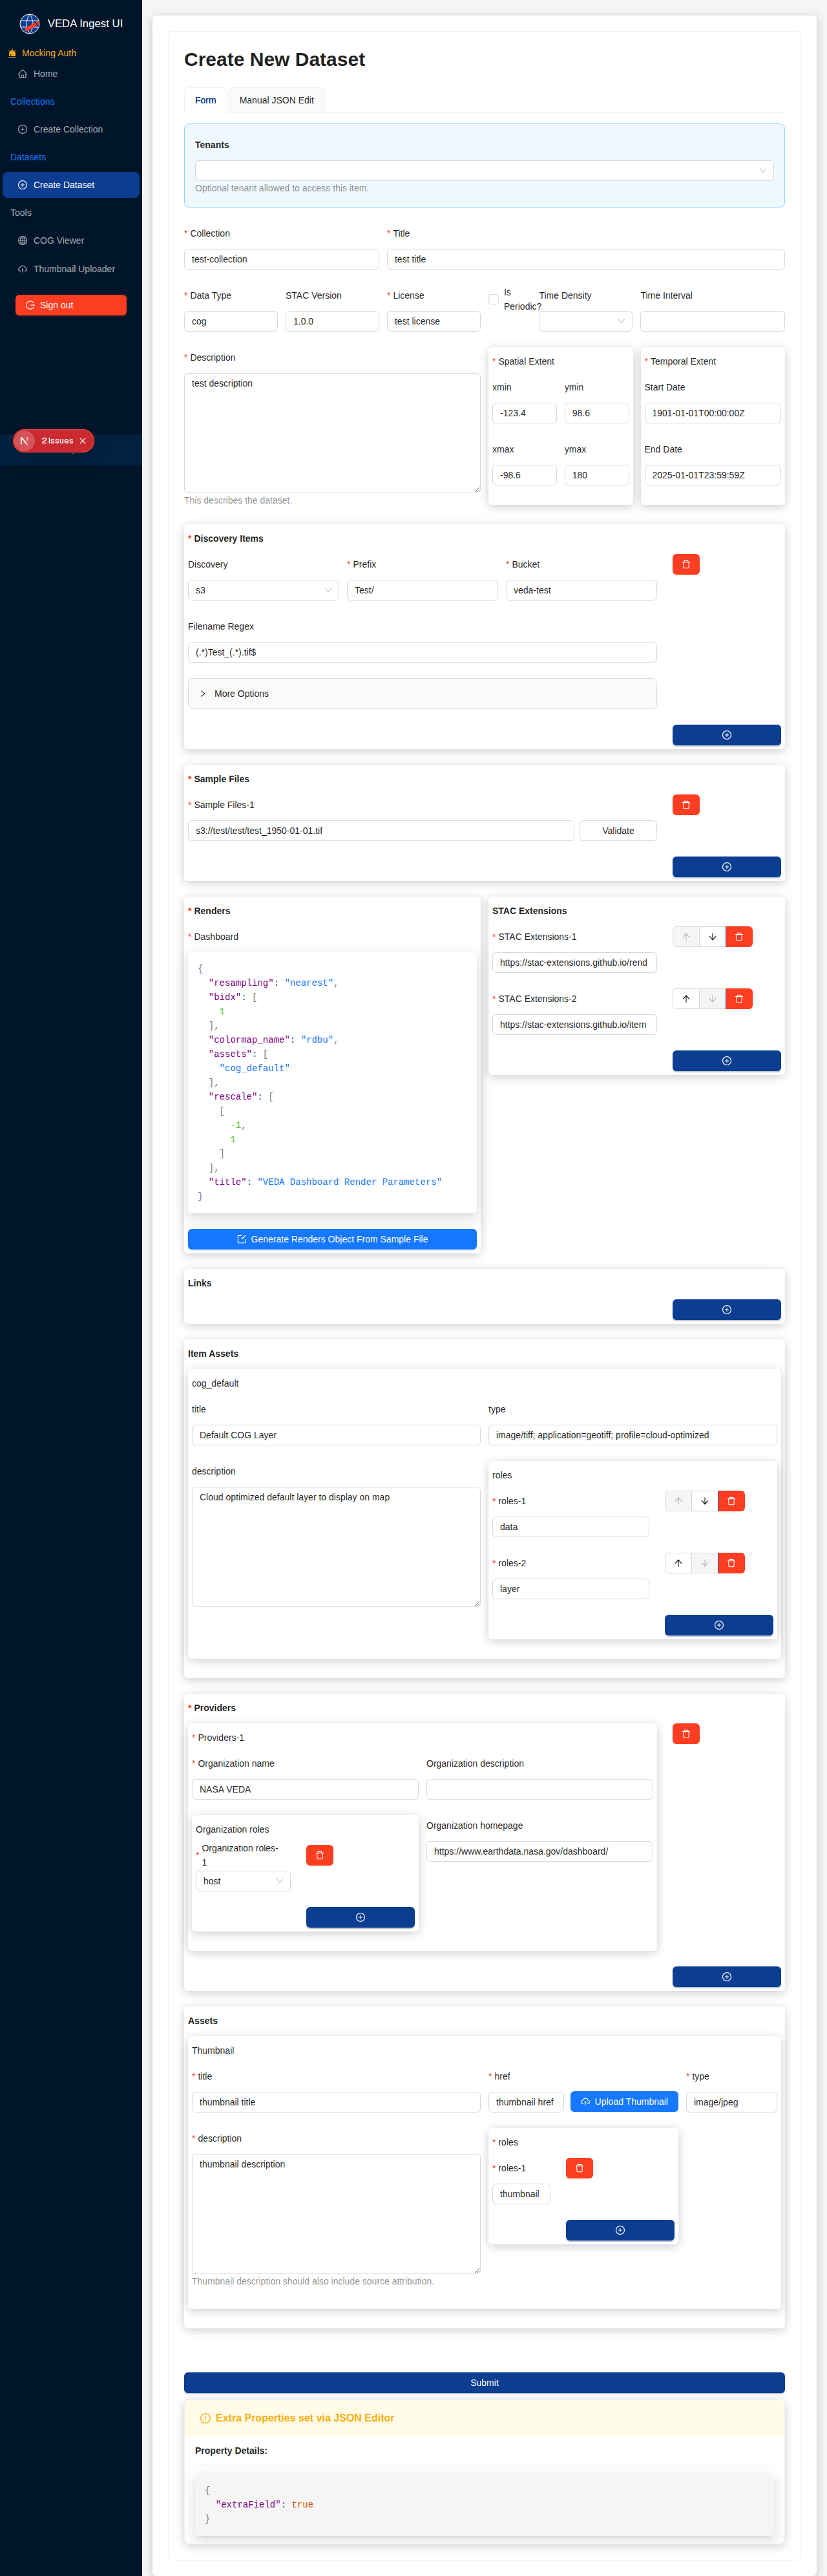 VEDA Ingest UI
Mocking Auth
Home
Collections
Create Collection
Datasets
Create Dataset
Tools
COG Viewer
Thumbnail Uploader
Sign out
2 Issues
Create New Dataset
Form
Manual JSON Edit
Tenants
Optional tenant allowed to access this item.
* Collection
* Title
test-collection
test title
* Data Type
STAC Version
* License
Is Periodic?
Time Density
Time Interval
cog
1.0.0
test license
* Description
test description
This describes the dataset.
* Spatial Extent
xmin
ymin
-123.4
98.6
xmax
ymax
-98.6
180
* Temporal Extent
Start Date
1901-01-01T00:00:00Z
End Date
2025-01-01T23:59:59Z
* Discovery Items
Discovery
* Prefix
* Bucket
s3
Test/
veda-test
Filename Regex
(.*)Test_(.*).tif$
More Options
* Sample Files
* Sample Files-1
s3://test/test/test_1950-01-01.tif
Validate
* Renders
* Dashboard
{
"resampling": "nearest",
"bidx": [
1
],
"colormap_name": "rdbu",
"assets": [
"cog_default"
],
"rescale": [
[
-1,
1
]
],
"title": "VEDA Dashboard Render Parameters"
}
Generate Renders Object From Sample File
STAC Extensions
* STAC Extensions-1
https://stac-extensions.github.io/rend
* STAC Extensions-2
https://stac-extensions.github.io/item
Links
Item Assets
cog_default
title
type
Default COG Layer
image/tiff; application=geotiff; profile=cloud-optimized
description
Cloud optimized default layer to display on map
roles
* roles-1
data
* roles-2
layer
* Providers
* Providers-1
* Organization name
Organization description
NASA VEDA
Organization roles
* Organization roles-1
host
Organization homepage
https://www.earthdata.nasa.gov/dashboard/
Assets
Thumbnail
* title
* href
* type
thumbnail title
thumbnail href
Upload Thumbnail
image/jpeg
* description
thumbnail description
Thumbnail description should also include source attribution.
* roles
* roles-1
thumbnail
Submit
Extra Properties set via JSON Editor
Property Details:
{
"extraField": true
}